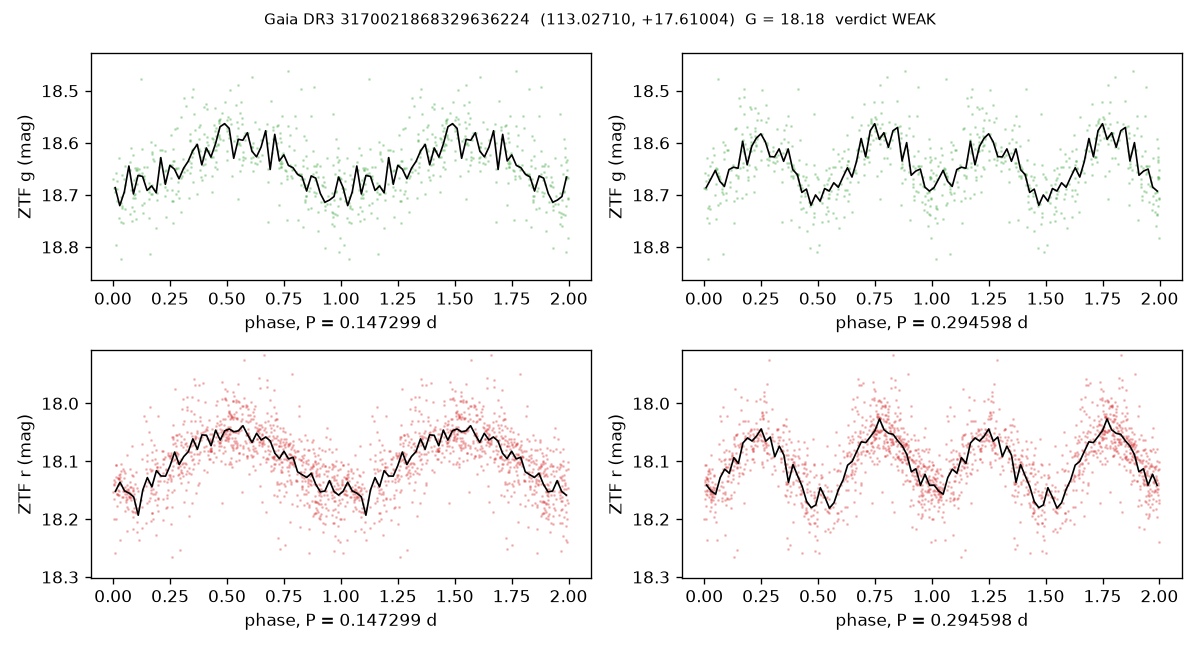 Gaia DR3 3170021868329636224 (113.02710, +17.61004) G = 18.18 verdict WEAK
ZTF g (mag)
18.5
18.6
18.7
18.8
0.00 0.25 0.50 0.75 1.00 1.25 1.50 1.75 2.00
phase, P = 0.147299 d
ZTF g (mag)
18.5
18.6
18.7
18.8
0.00 0.25 0.50 0.75 1.00 1.25 1.50 1.75 2.00
phase, P = 0.294598 d
ZTF r (mag)
18.0
18.1
18.2
18.3
0.00 0.25 0.50 0.75 1.00 1.25 1.50 1.75 2.00
phase, P = 0.147299 d
ZTF r (mag)
18.0
18.1
18.2
18.3
0.00 0.25 0.50 0.75 1.00 1.25 1.50 1.75 2.00
phase, P = 0.294598 d